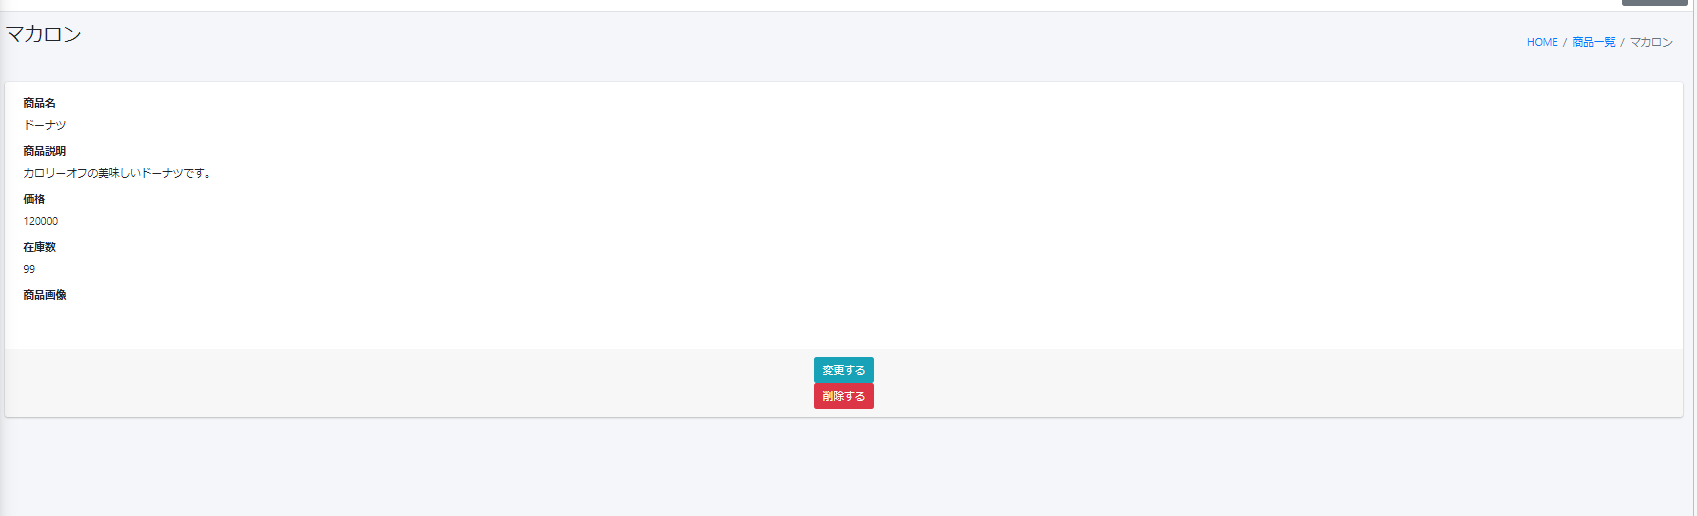 マカロン
HOME / 商品一覧 / マカロン
商品名
ドーナツ
商品説明
カロリーオフの美味しいドーナツです。
価格
120000
在庫数
99
商品画像
変更する
削除する